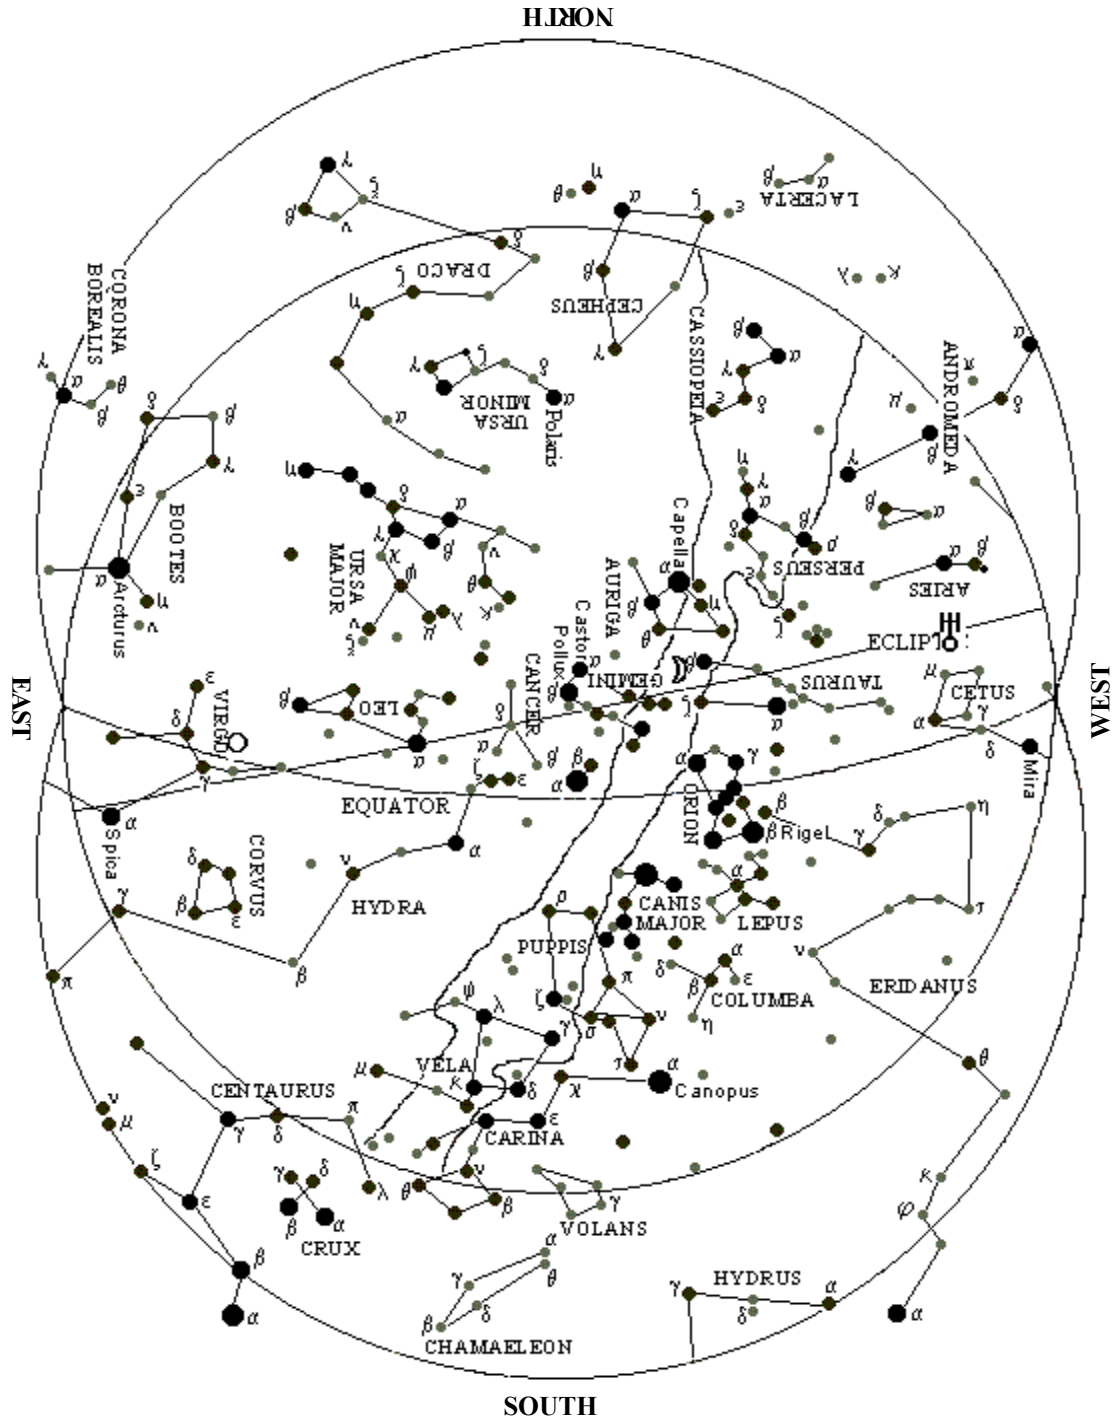 NORTH
γ
β
ν
ξ
η
θ
α
ζ
ε
β
α
LACERTA
δ
DRACO
ζ
η
β
CEPHEUS
λ
κ
CORONA
BOREALIS
γ
α
β
θ
γ
ζ
δ
α
URSA
MINOR
Polaris
γ
CASSIOPEIA
β
α
γ
δ
ε
ANDROMEDA
α
π
δ
μ
β
γ
δ
β
γ
ε
α
BOOTES
α
Arcturus
η
ν
η
δ
α
γ
β
χ
ψ
URSA
MAJOR
ν
ξ
μ
λ
ν
θ
κ
η
γ
α
β
ρ
δ
PERSEUS
ε
ζ
β
α
α
β
ARIES
Capella
α
β
η
θ
AURIGA
Castor
α
Pollux
GEMINI
β
ζ
TAURUS
ECLIPTIC
μ
CETUS
α
γ
δ
Mira
EAST
WEST
ε
VIRGO
δ
γ
β
LEO
α
CANCER
δ
α
β
ζ
ε
β
α
EQUATOR
α
Spica
α
γ
ORION
β
Rigel
β
γ
δ
η
CORVUS
δ
β
ε
γ
π
ν
α
HYDRA
β
CANIS
MAJOR
α
LEPUS
τ
ν
ERIDANUS
ρ
PUPPIS
π
ζ
σ
ν
τ
α
δ
β
ε
COLUMBA
η
ψ
λ
γ
μ
VELA
κ
δ
χ
α
Canopus
θ
CENTAURUS
ν
μ
γ
δ
π
ζ
ε
λ
ε
CARINA
υ
θ
β
γ
δ
β
α
CRUX
γ
VOLANS
κ
φ
β
α
α
γ
θ
δ
β
CHAMAELEON
HYDRUS
γ
δ
α
α
SOUTH